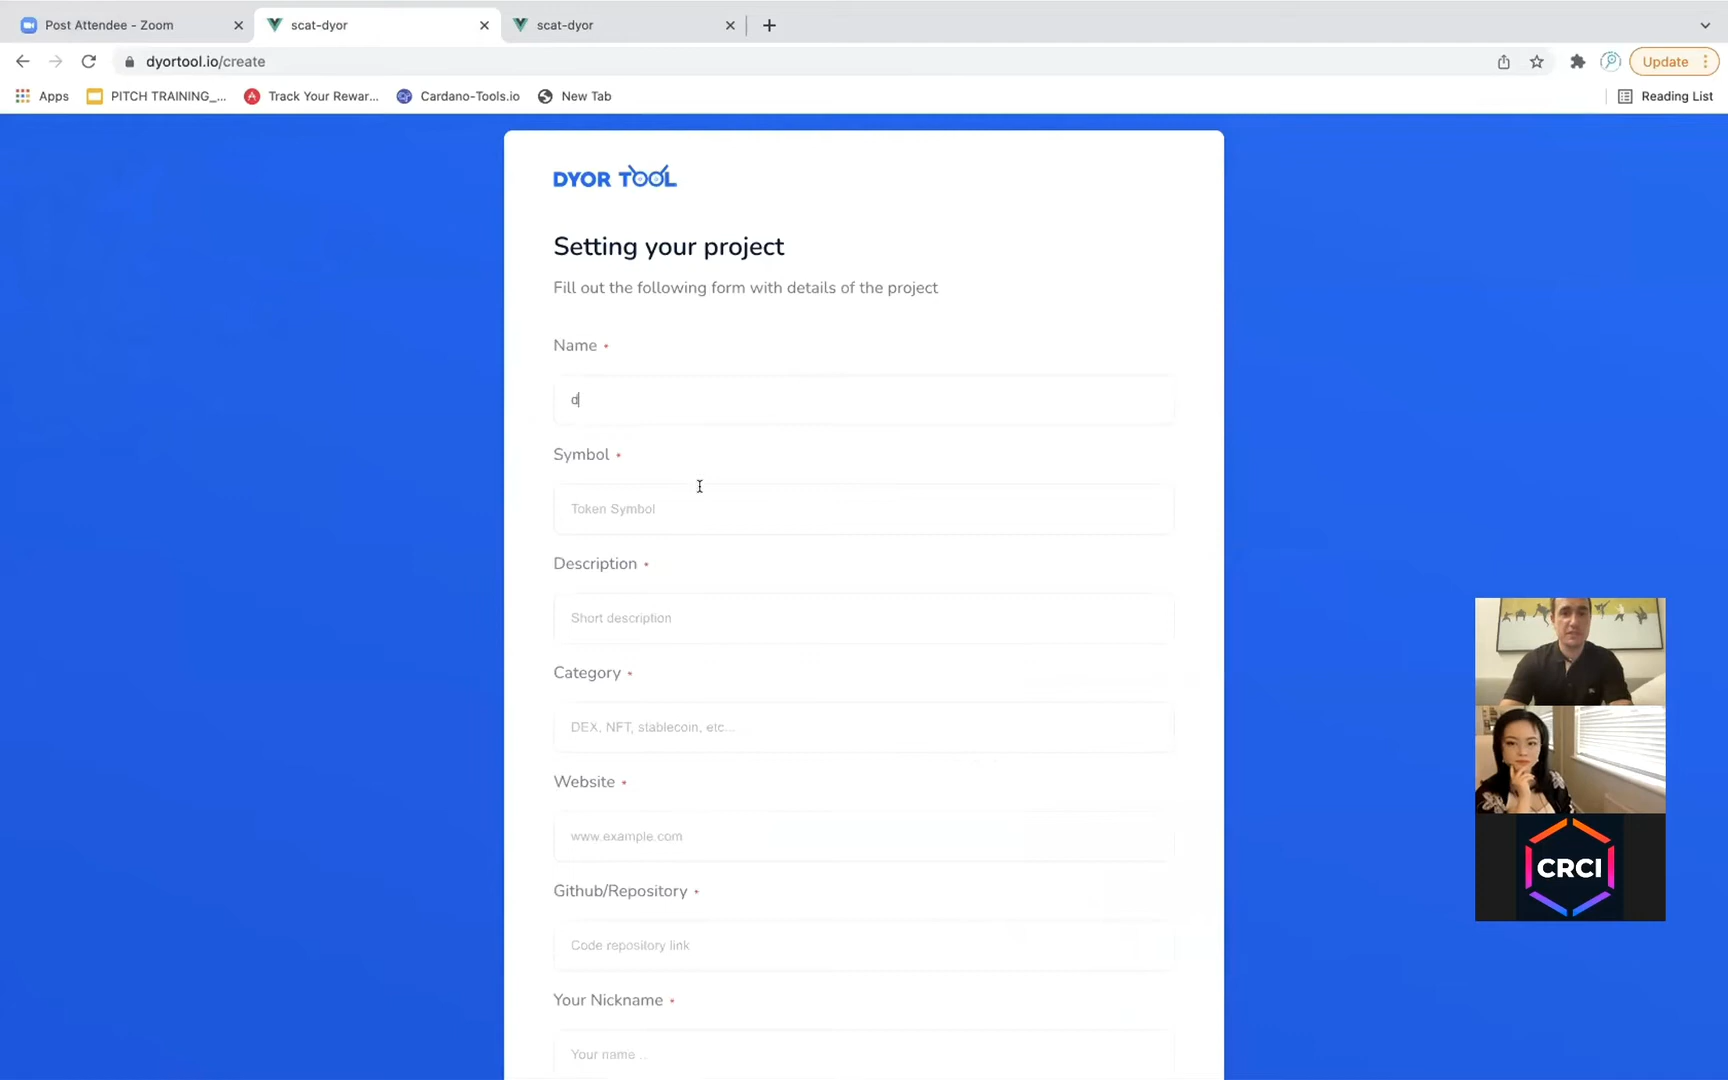 Post Attendee - Zoom
scat-dyor
scat-dyor
dyortool.io/create
Update
Apps
PITCH TRAINING_...
Track Your Rewar...
Cardano-Tools.io
New Tab
Reading List
DYOR TOOL
Setting your project
Fill out the following form with details of the project
Name *
d
Symbol *
Token Symbol
Description *
Short description
Category *
DEX, NFT, stablecoin, etc...
Website *
www.example.com
Github/Repository *
Code repository link
Your Nickname *
Your name ..
CRCI